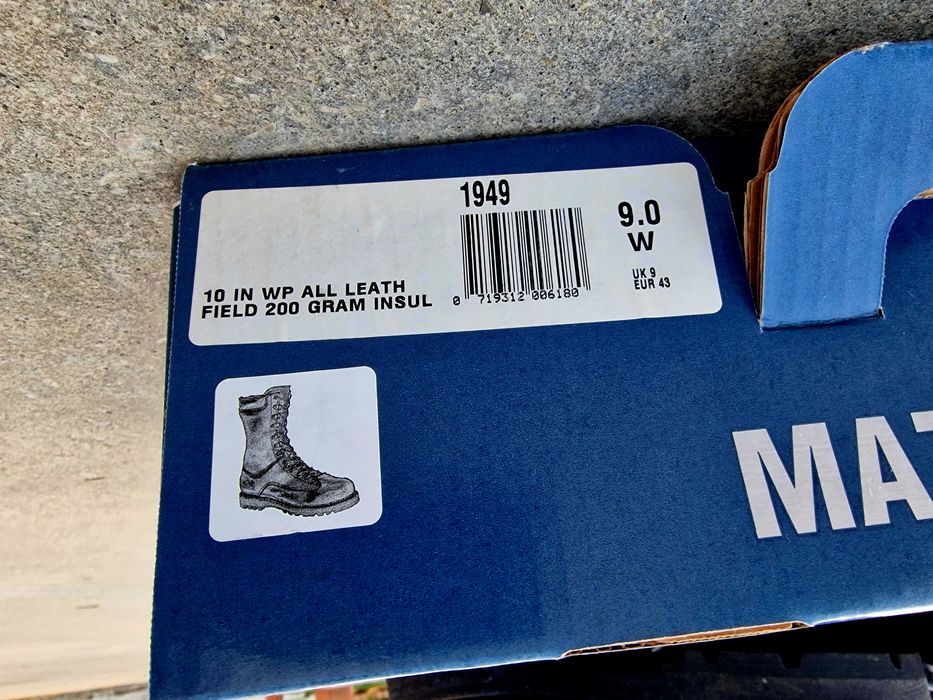 1949
9.0
W
UK 9
EUR 43
10 IN WP ALL LEATH
FIELD 200 GRAM INSUL
0 719312 006180
MAT